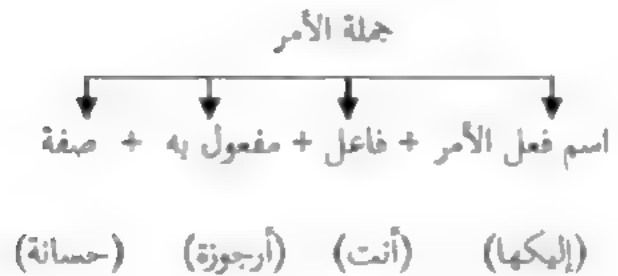 جملة الأمر
اسم فعل الأمر + فاعل + مفعول به + صفة
(إليكها) (أنت) (أرجوزة) (حسانة)